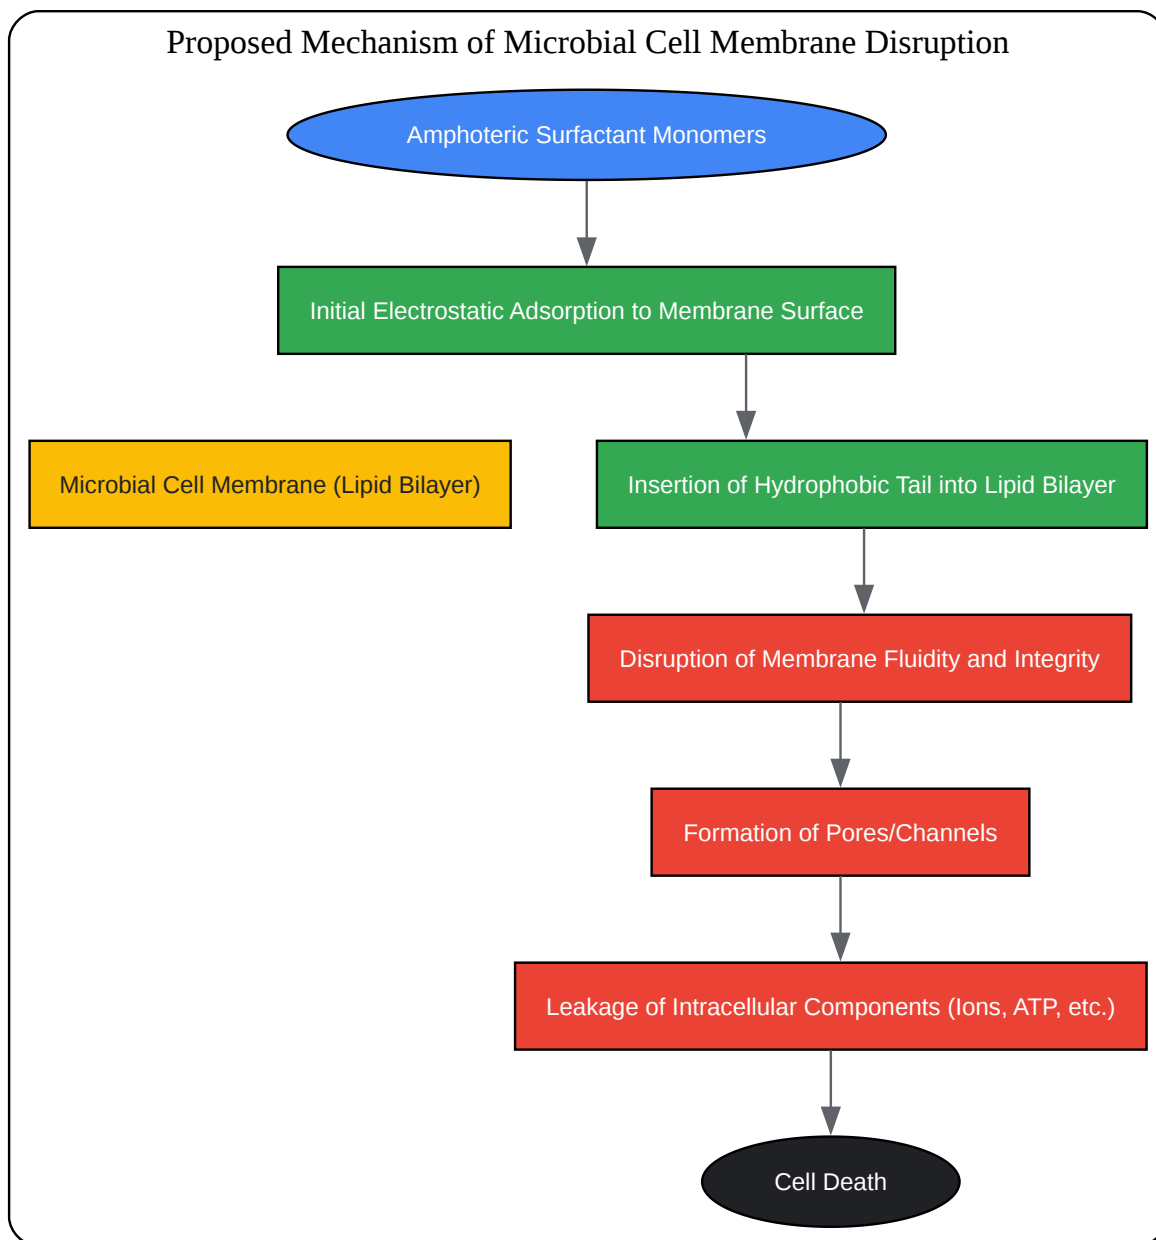 Proposed Mechanism of Microbial Cell Membrane Disruption
Amphoteric Surfactant Monomers
Initial Electrostatic Adsorption to Membrane Surface
Microbial Cell Membrane (Lipid Bilayer)
Insertion of Hydrophobic Tail into Lipid Bilayer
Disruption of Membrane Fluidity and Integrity
Formation of Pores/Channels
Leakage of Intracellular Components (Ions, ATP, etc.)
Cell Death